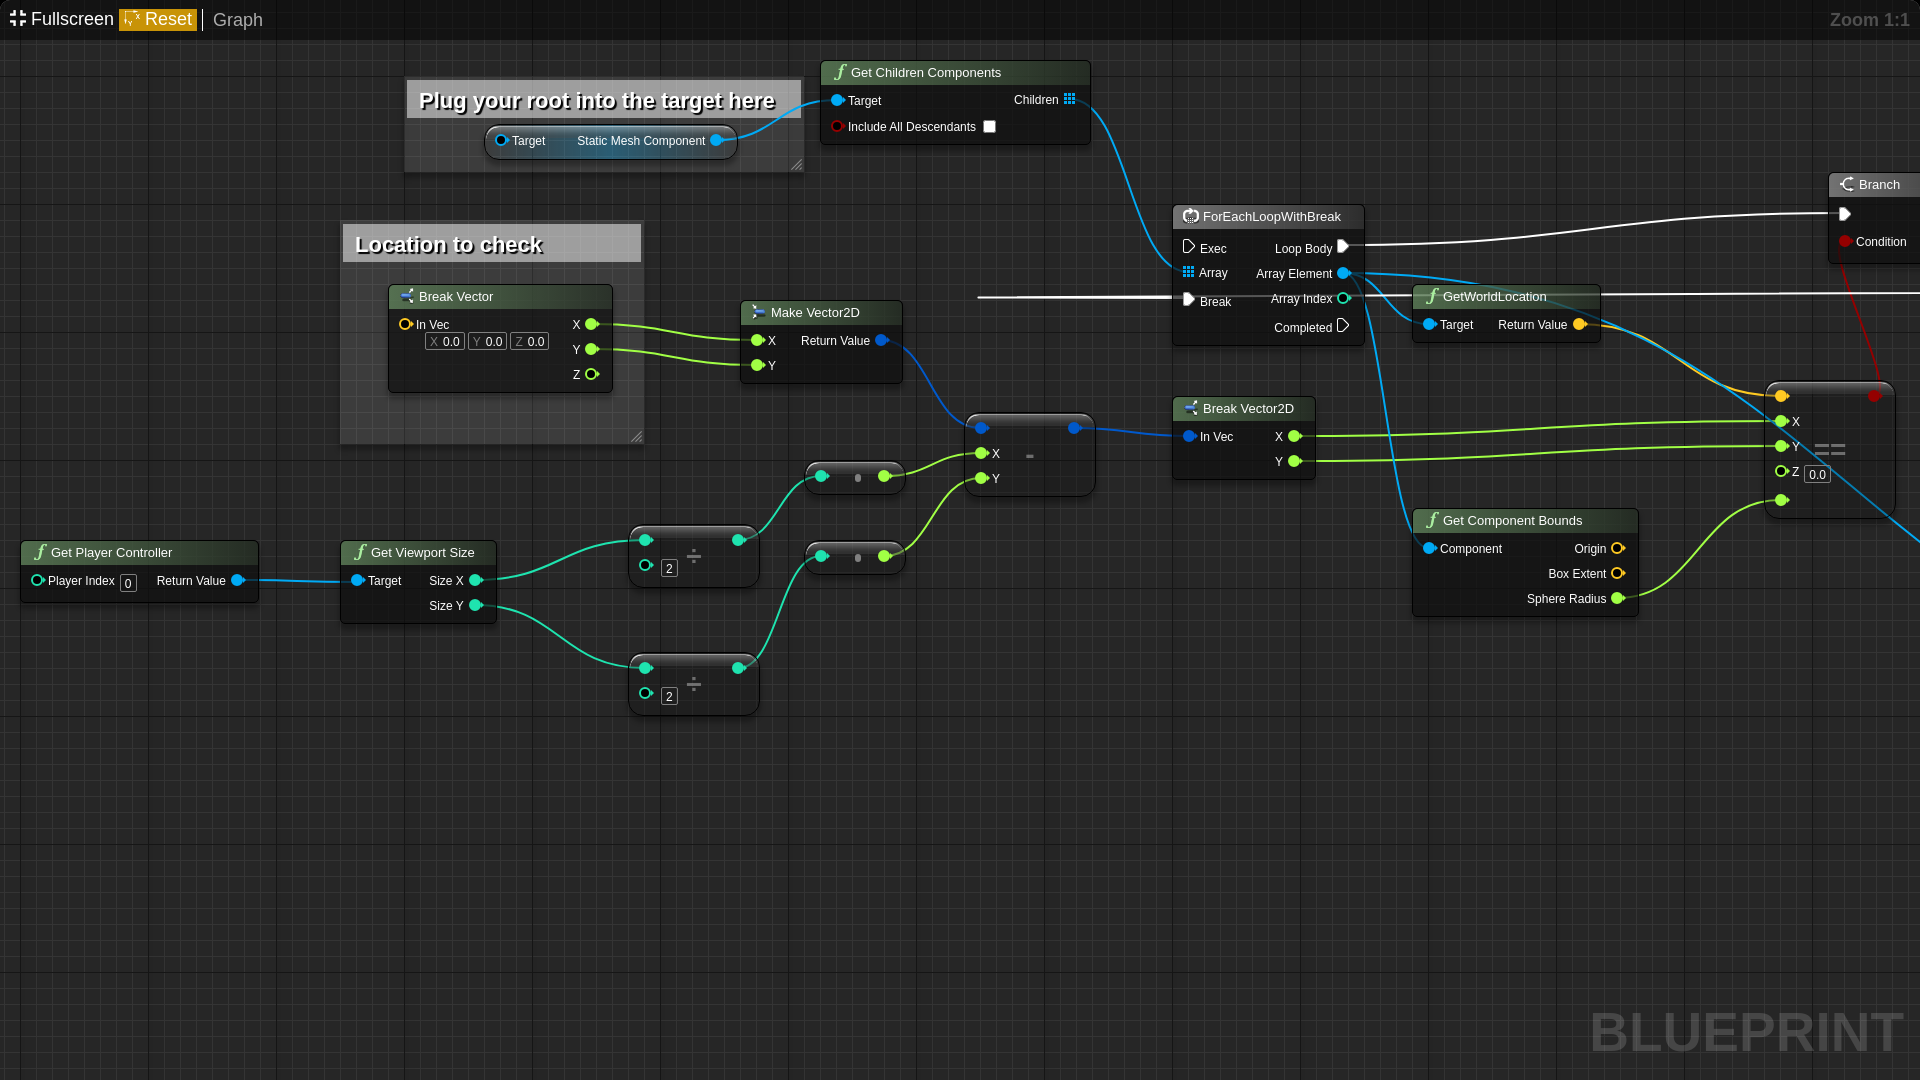 Fullscreen Reset Graph Zoom 1:1
Plug your root into the target here
Target Static Mesh Component
Get Children Components
Target Children
Include All Descendants
Branch
Condition
Location to check
Break Vector
In Vec X
X 0.0 Y 0.0 Z 0.0
Y
Z
Make Vector2D
X Return Value
Y
ForEachLoopWithBreak
Exec Loop Body
Array Array Element
Break Array Index
Completed
GetWorldLocation
Target Return Value
X
Y
Z 0.0
==
X
Y
-
Break Vector2D
In Vec X
Y
Get Player Controller
Player Index 0 Return Value
Get Viewport Size
Target Size X
Size Y
2 ÷
2 ÷
Get Component Bounds
Component Origin
Box Extent
Sphere Radius
BLUEPRINT